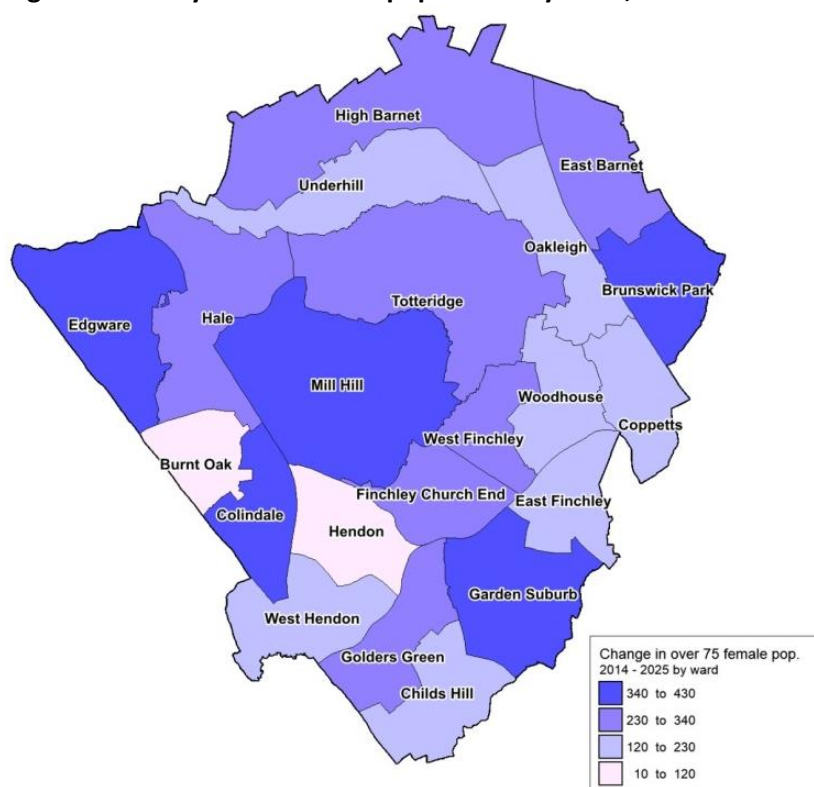 High Barnet
East Barnet
Underhill
Oakleigh
Brunswick Park
Totteridge
Hale
Edgware
Mill Hill
Woodhouse
Coppetts
West Finchley
Burnt Oak
Finchley Church End
East Finchley
Colindale
Hendon
Garden Suburb
West Hendon
Golders Green
Childs Hill
Change in over 75 female pop.
2014 - 2025 by ward
340 to 430
230 to 340
120 to 230
10 to 120